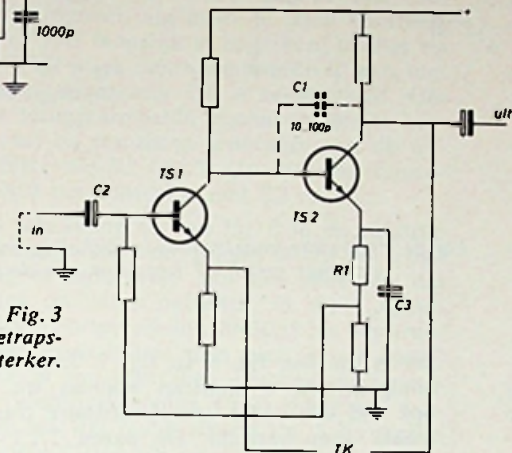 1000p
+
C1
10..100p
uit
TS1
C2
TS2
in
R1
C3
Fig. 3
etraps-
terker.
TK